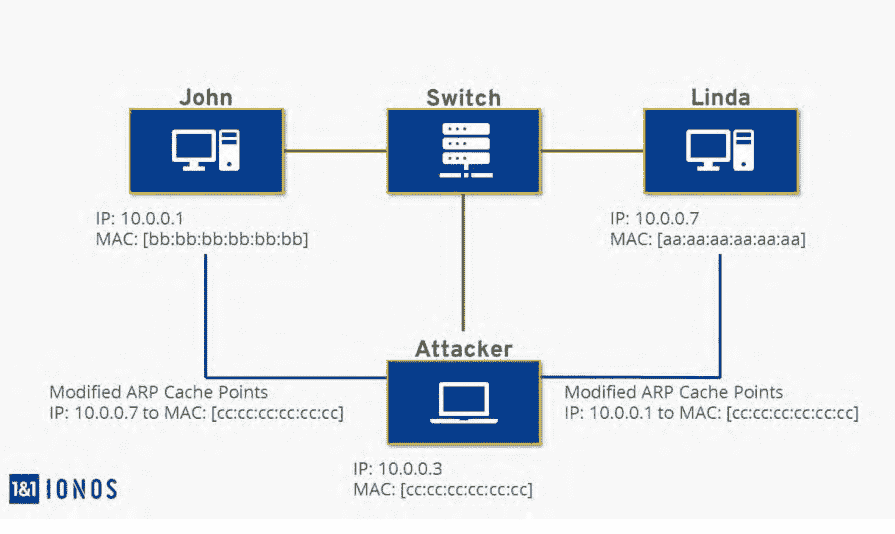 John
Switch
Linda
IP: 10.0.0.1
MAC: [bb:bb:bb:bb:bb:bb]
IP: 10.0.0.7
MAC: [aa:aa:aa:aa:aa:aa]
Attacker
Modified ARP Cache Points
IP: 10.0.0.7 to MAC: [cc:cc:cc:cc:cc:cc]
Modified ARP Cache Points
IP: 10.0.0.1 to MAC: [cc:cc:cc:cc:cc:cc]
IP: 10.0.0.3
MAC: [cc:cc:cc:cc:cc:cc]
1&1 IONOS